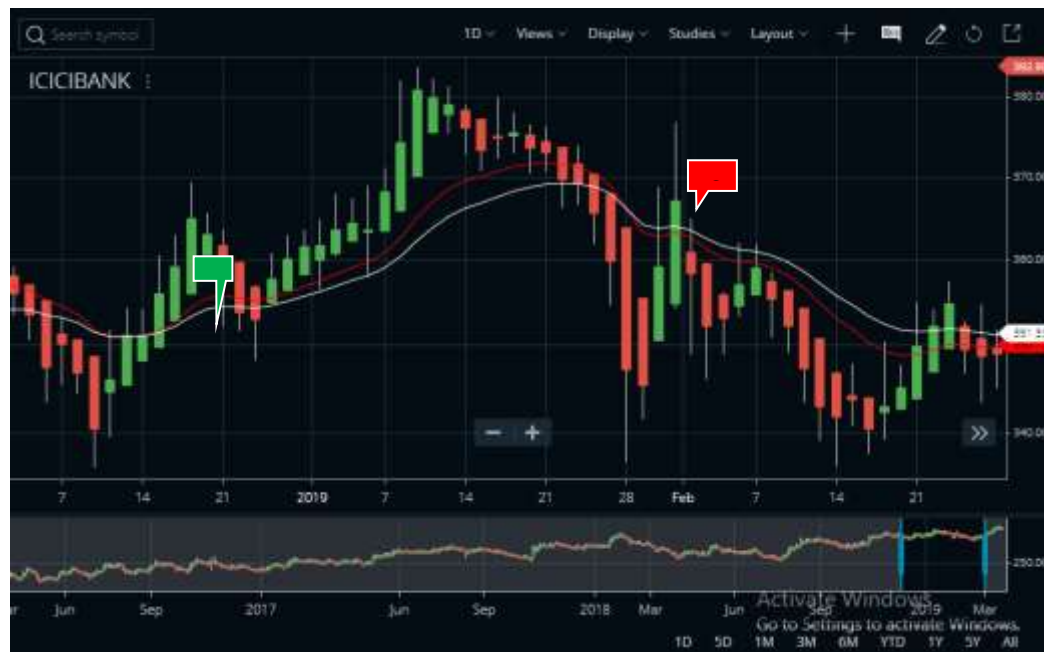 Search symbol 1D Views Display Studies Layout
ICICIBANK
380.00
370.00
360.00
340.00
7 14 21 2019 7 14 21 28 Feb 7 14 21
250.00
Jun Sep 2017 Jun Sep 2018 Mar Jun Sep 2019 Mar
Activate Windows
Go to Settings to activate Windows.
1D 5D 1M 3M 6M YTD 1Y 5Y All